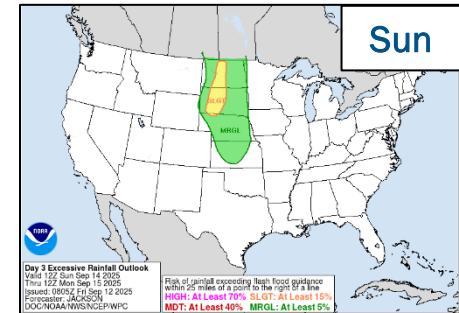 Sun
SLGT
MRGL
NOAA
Day 3 Excessive Rainfall Outlook
Valid 12Z Sun Sep 14 2025
Thru 12Z Mon Sep 15 2025
Issued: 0805Z Fri Sep 12 2025
Forecaster: JACKSON
DOC/NOAA/NWS/NCEP/WPC
Risk of rainfall exceeding flash flood guidance
within 25 miles of a point to the right of a line
HIGH: At Least 70% SLGT: At Least 15%
MDT: At Least 40% MRGL: At Least 5%